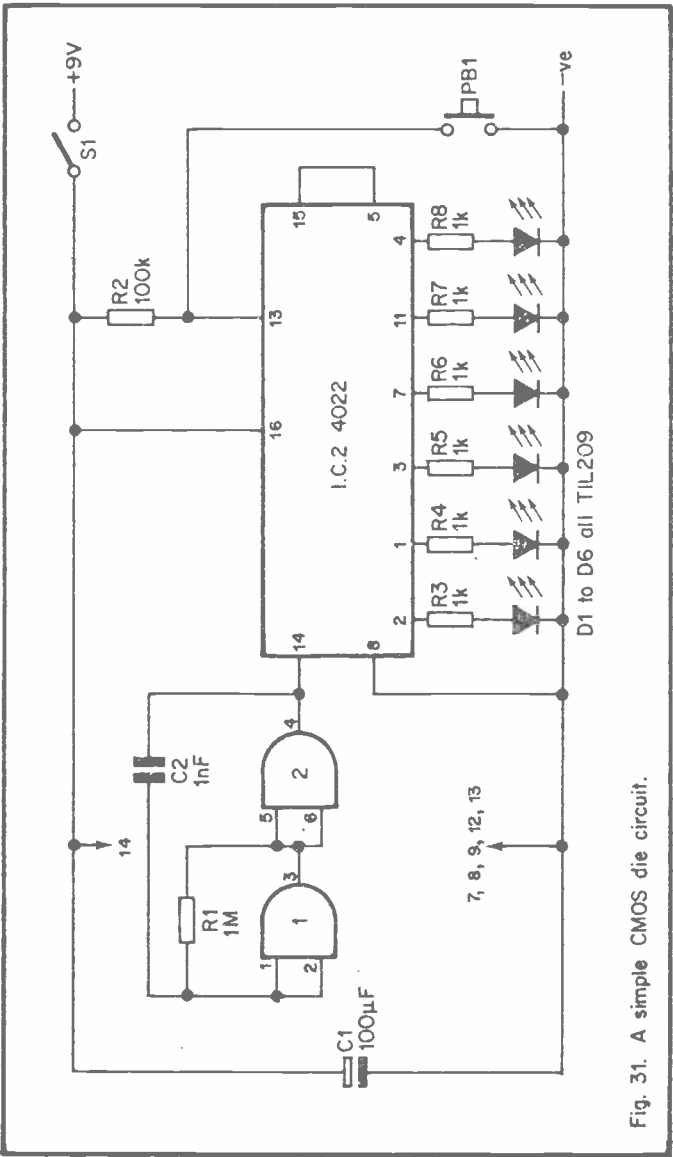 S1
+9V
R2
100k
14
C2
1nF
R1
1M
C1
100µF
1
2
1
3
5
6
2
4
14
8
16
13
15
5
I.C.2 4022
2
1
3
7
11
4
R3
1k
R4
1k
R5
1k
R6
1k
R7
1k
R8
1k
PB1
-ve
7, 8, 9, 12, 13
D1 to D6 all TIL209
Fig. 31. A simple CMOS die circuit.